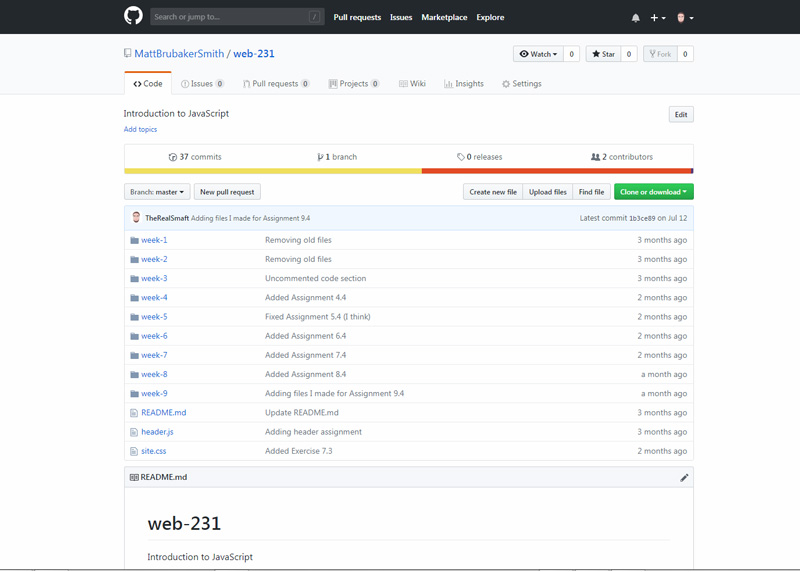 Search or jump to... / Pull requests Issues Marketplace Explore
MattBrubakerSmith / web-231 Watch 0 Star 0 Fork 0
Code Issues 0 Pull requests 0 Projects 0 Wiki Insights Settings
Introduction to JavaScript Edit
Add topics
37 commits 1 branch 0 releases 2 contributors
Branch: master New pull request Create new file Upload files Find file Clone or download
TheRealSmaft Adding files I made for Assignment 9.4 Latest commit 1b3ce89 on Jul 12
week-1 Removing old files 3 months ago
week-2 Removing old files 3 months ago
week-3 Uncommented code section 3 months ago
week-4 Added Assignment 4.4 2 months ago
week-5 Fixed Assignment 5.4 (I think) 2 months ago
week-6 Added Assignment 6.4 2 months ago
week-7 Added Assignment 7.4 2 months ago
week-8 Added Assignment 8.4 a month ago
week-9 Adding files I made for Assignment 9.4 a month ago
README.md Update README.md 3 months ago
header.js Adding header assignment 3 months ago
site.css Added Exercise 7.3 2 months ago
README.md
web-231
Introduction to JavaScript